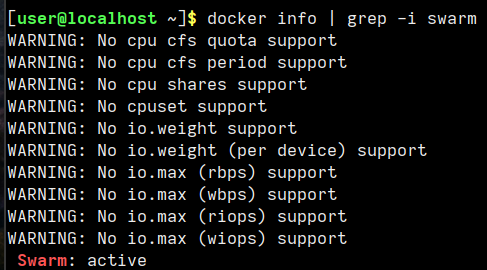 [user@localhost ~]$ docker info | grep -i swarm
WARNING: No cpu cfs quota support
WARNING: No cpu cfs period support
WARNING: No cpu shares support
WARNING: No cpuset support
WARNING: No io.weight support
WARNING: No io.weight (per device) support
WARNING: No io.max (rbps) support
WARNING: No io.max (wbps) support
WARNING: No io.max (riops) support
WARNING: No io.max (wiops) support
 Swarm: active